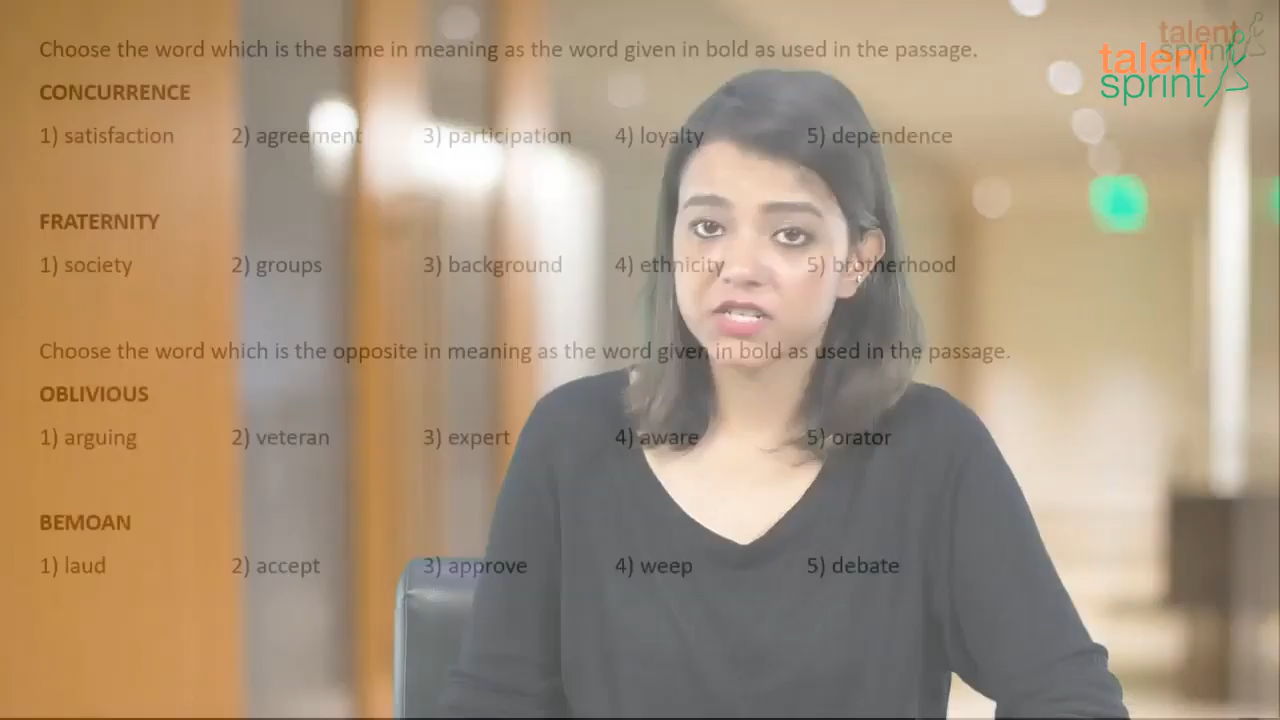 Choose the word which is the same in meaning as the word given in bold as used in the passage.
CONCURRENCE
1) satisfaction 2) agreement 3) participation 4) loyalty 5) dependence
FRATERNITY
1) society 2) groups 3) background 4) ethnicity 5) brotherhood
Choose the word which is the opposite in meaning as the word given in bold as used in the passage.
OBLIVIOUS
1) arguing 2) veteran 3) expert 4) aware 5) orator
BEMOAN
1) laud 2) accept 3) approve 4) weep 5) debate
talent
sprint
talent
sprint